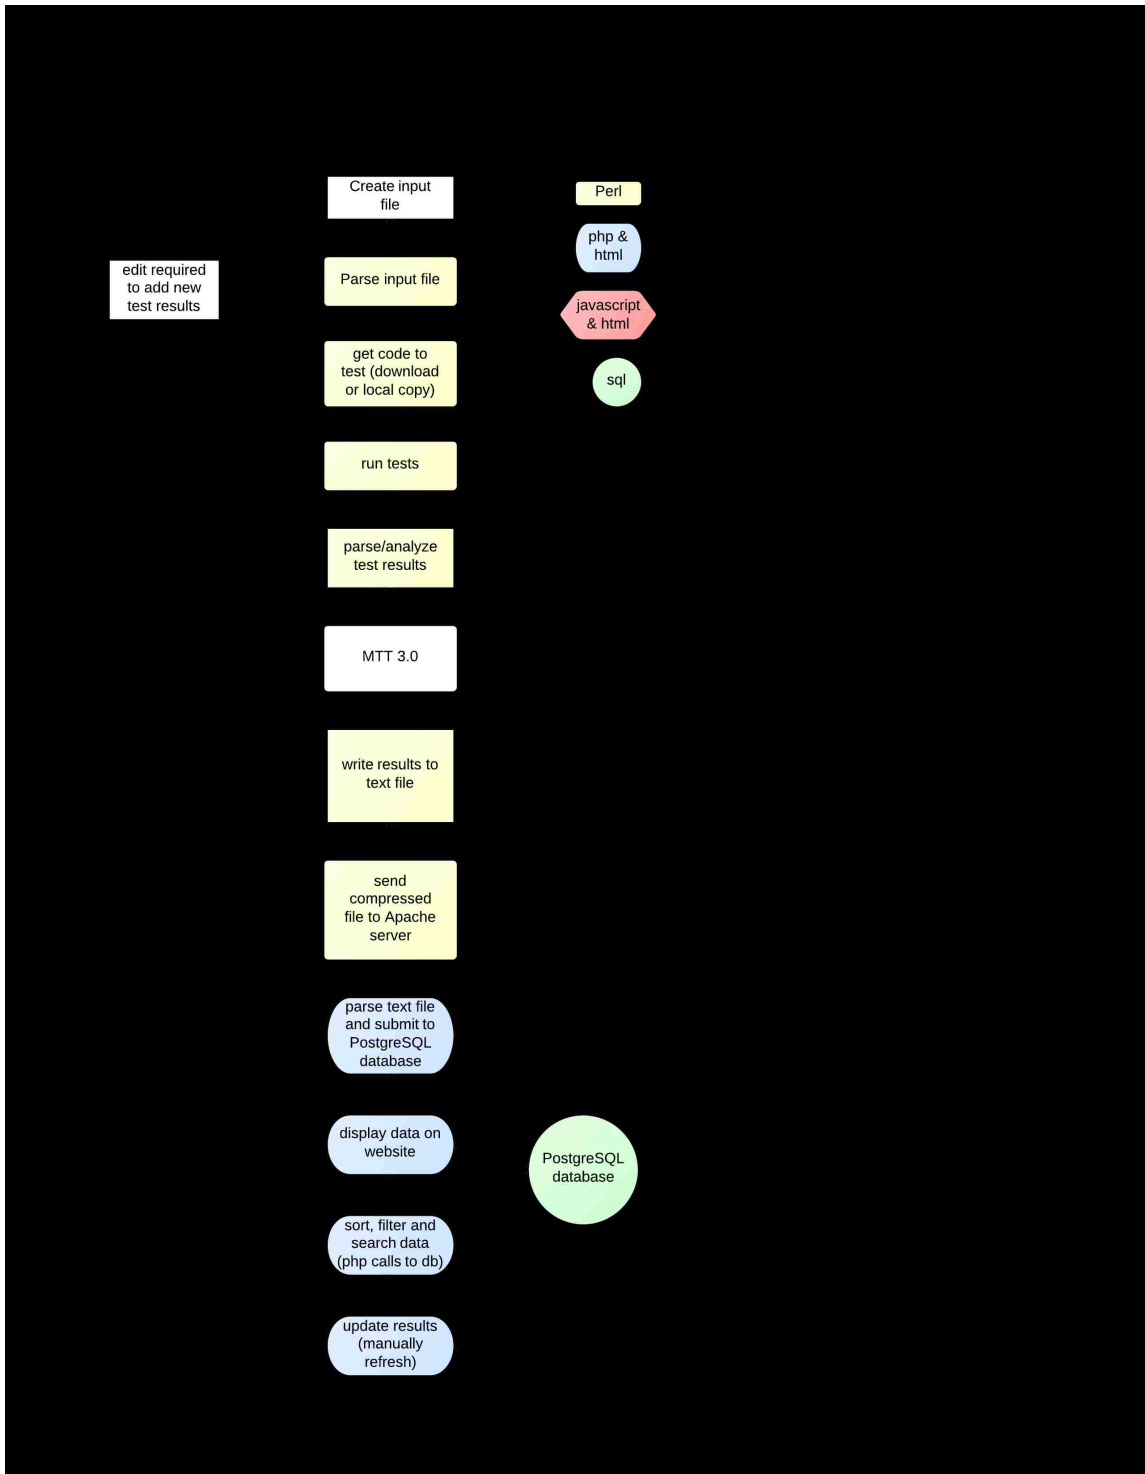 Create input
file
Perl
php &
html
edit required
to add new
test results
Parse input file
javascript
& html
get code to
test (download
or local copy)
sql
run tests
parse/analyze
test results
MTT 3.0
write results to
text file
send
compressed
file to Apache
server
parse text file
and submit to
PostgreSQL
database
display data on
website
PostgreSQL
database
sort, filter and
search data
(php calls to db)
update results
(manually
refresh)